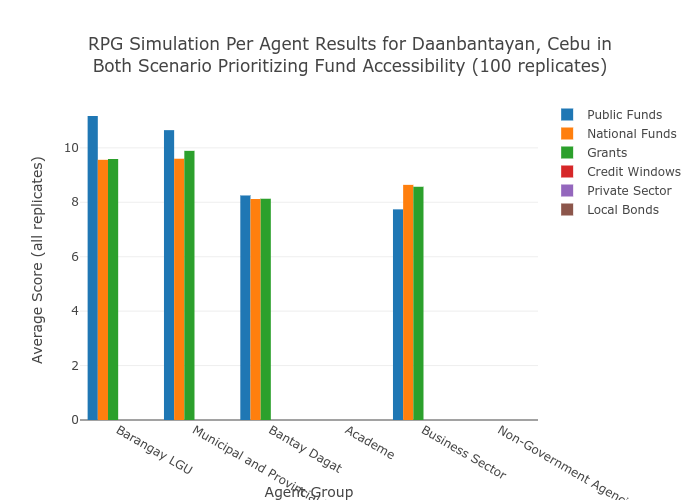 RPG Simulation Per Agent Results for Daanbantayan, Cebu in
Both Scenario Prioritizing Fund Accessibility (100 replicates)
Public Funds
National Funds
Grants
Credit Windows
Private Sector
Local Bonds
Average Score (all replicates)
10
8
6
4
2
0
Barangay LGU
Municipal and
Bantay Dagat
Academe
Business Sector
Non-Government
Agent Group